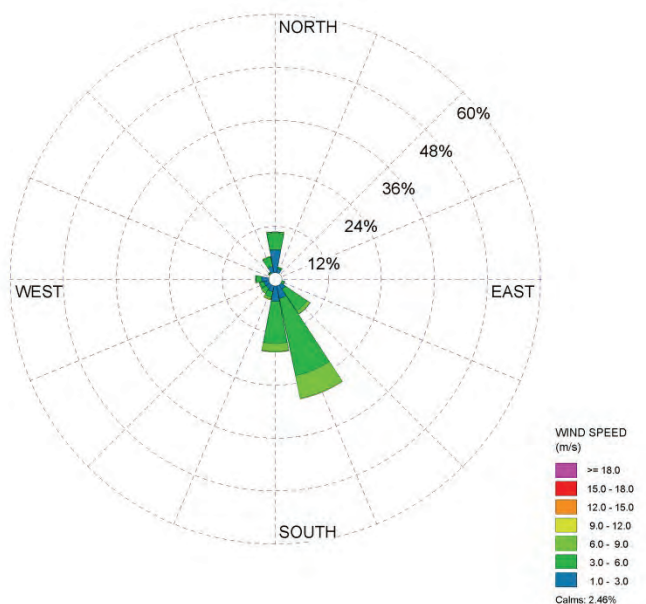 NORTH
60%
48%
36%
24%
12%
WEST
EAST
SOUTH
WIND SPEED
(m/s)
>= 18.0
15.0 - 18.0
12.0 - 15.0
9.0 - 12.0
6.0 - 9.0
3.0 - 6.0
1.0 - 3.0
Calms: 2.46%